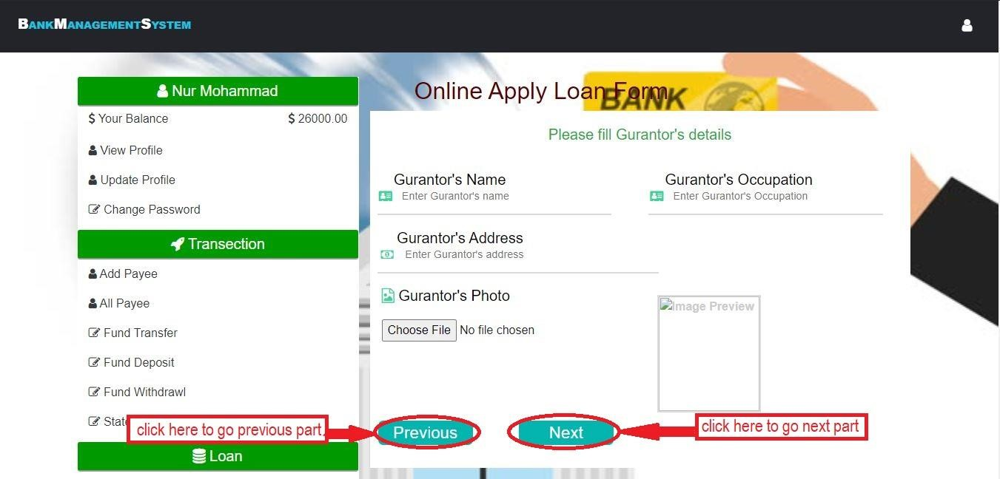 BankManagementSystem
Nur Mohammad
$ Your Balance $ 26000.00
View Profile
Update Profile
Change Password
Transection
Add Payee
All Payee
Fund Transfer
Fund Deposit
Fund Withdrawl
click here to go previous part
Loan
Online Apply Loan Form
BANK
Please fill Gurantor's details
Gurantor's Name
Enter Gurantor's name
Gurantor's Occupation
Enter Gurantor's Occupation
Gurantor's Address
Enter Gurantor's address
Gurantor's Photo
Choose File No file chosen
Image Preview
Previous
Next
click here to go next part